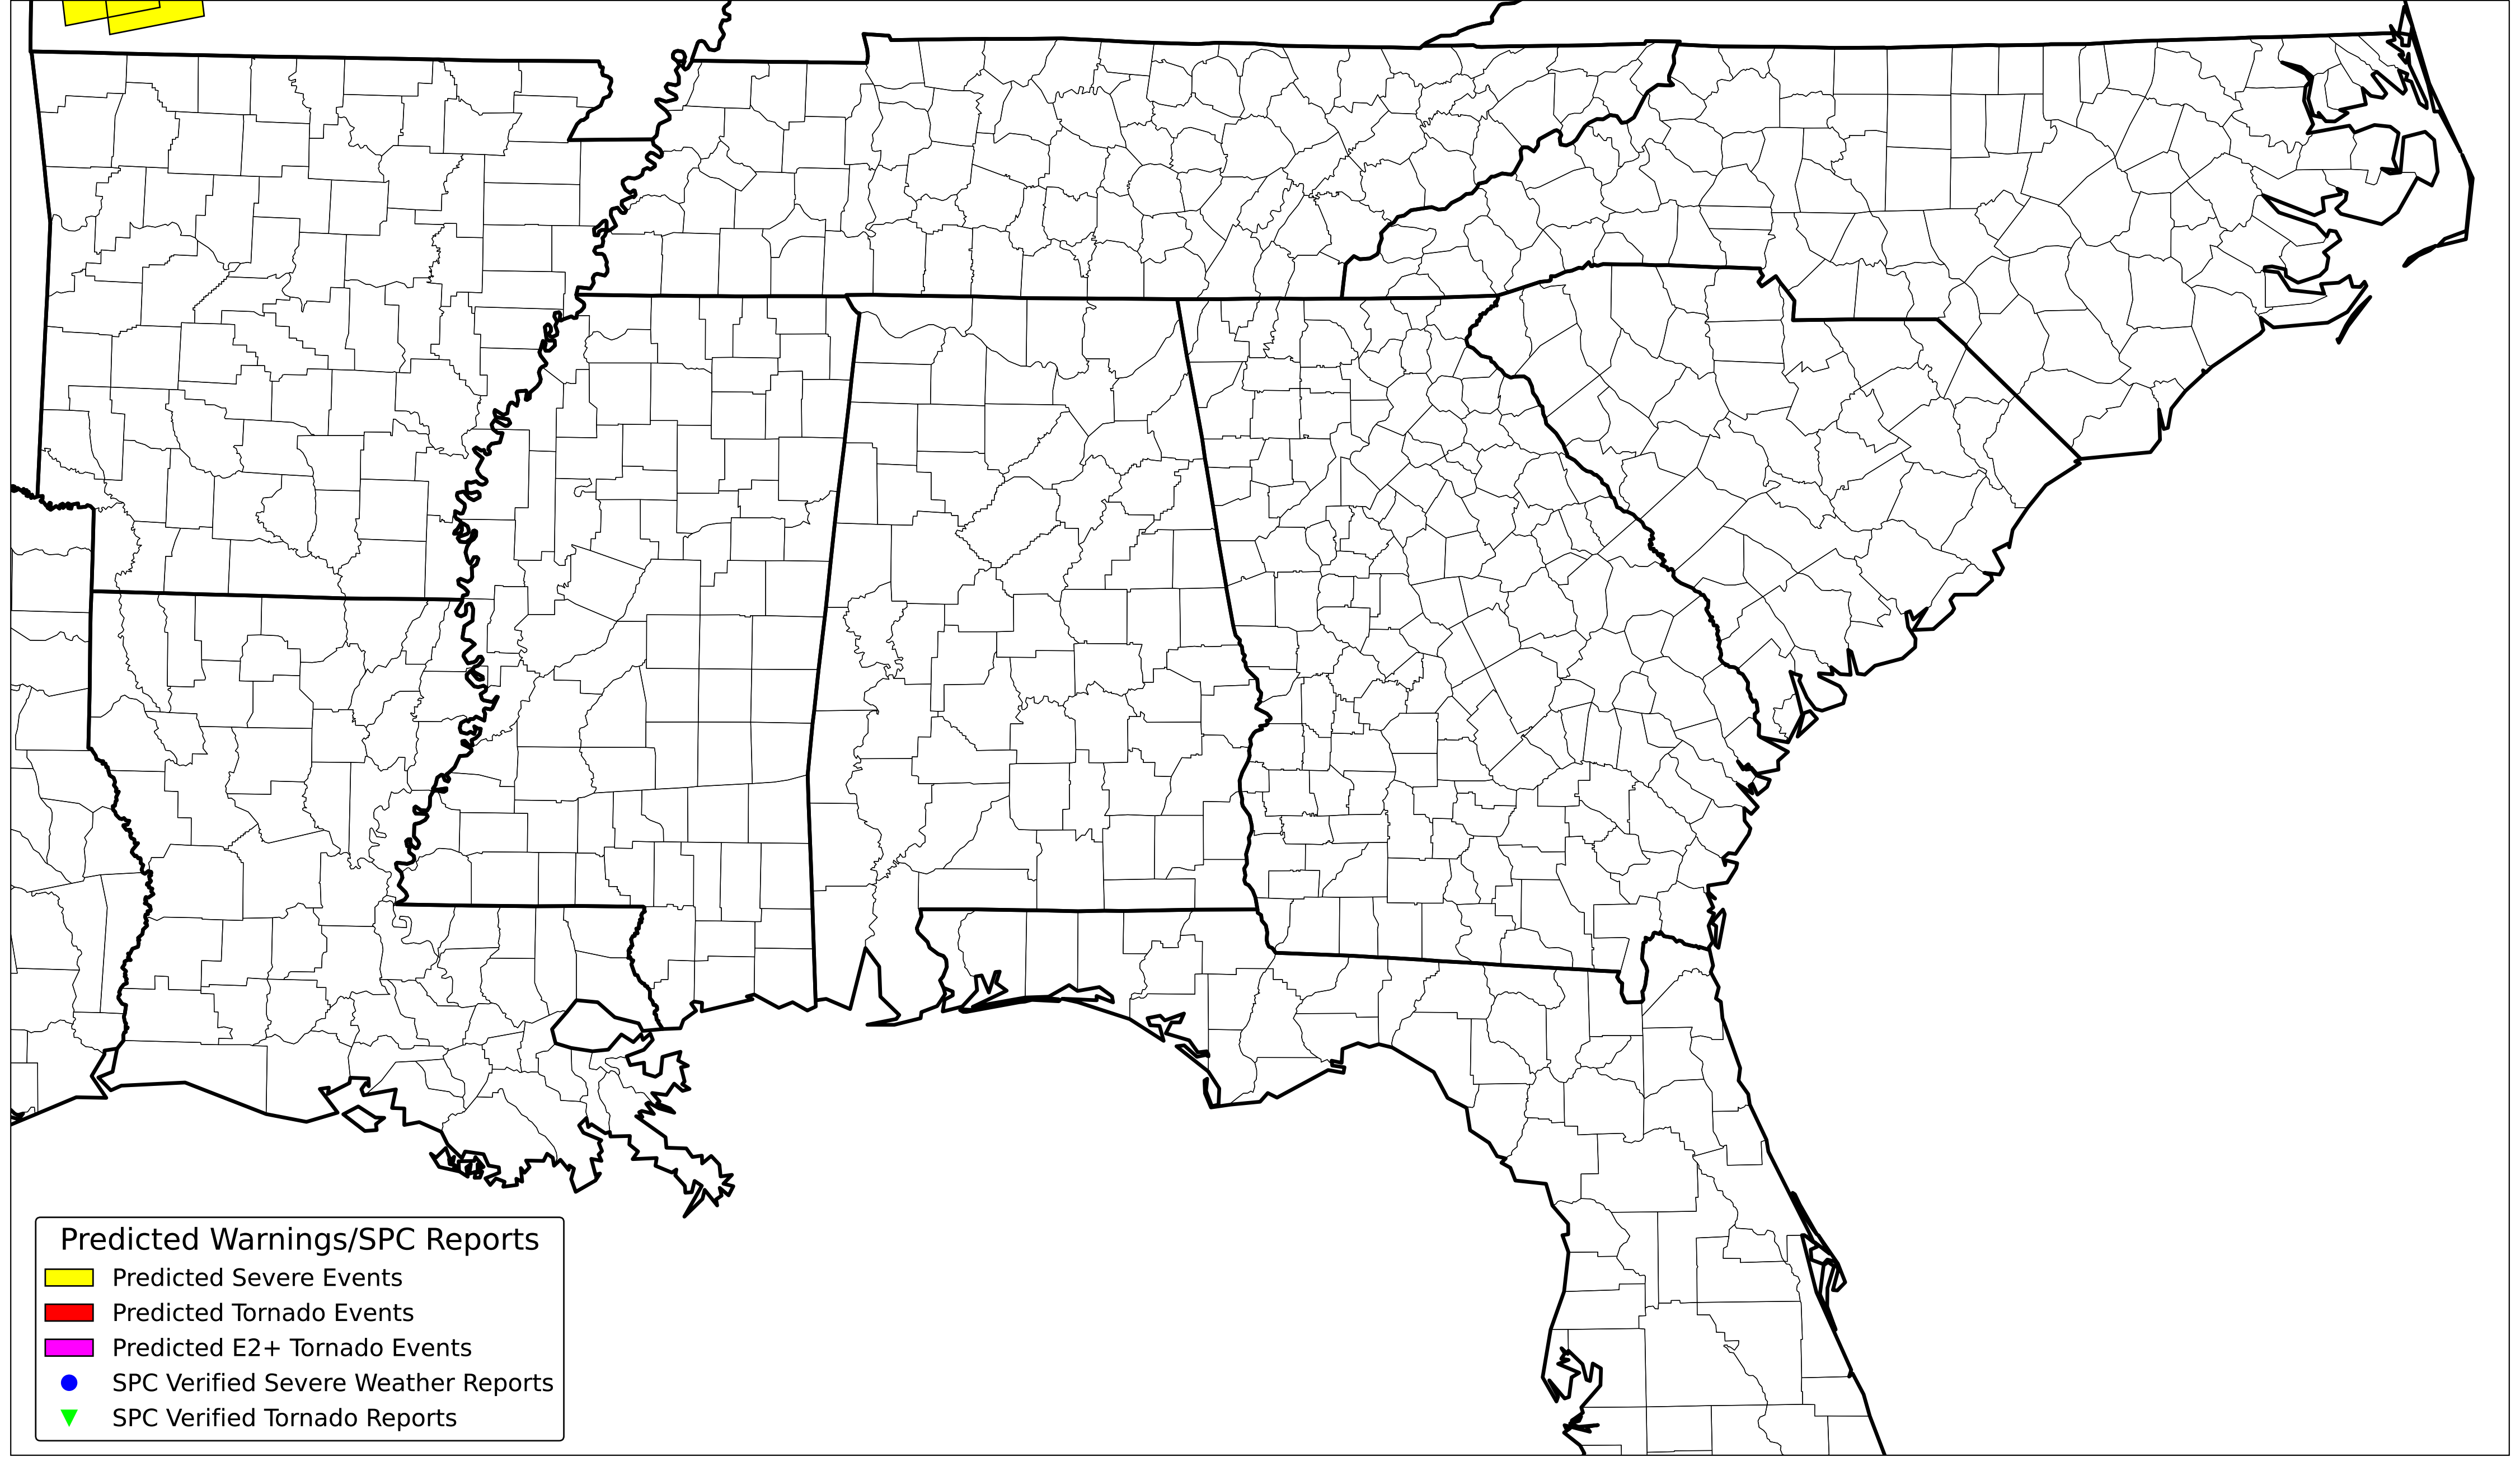 Predicted Warnings/SPC Reports
Predicted Severe Events
Predicted Tornado Events
Predicted E2+ Tornado Events
SPC Verified Severe Weather Reports
SPC Verified Tornado Reports